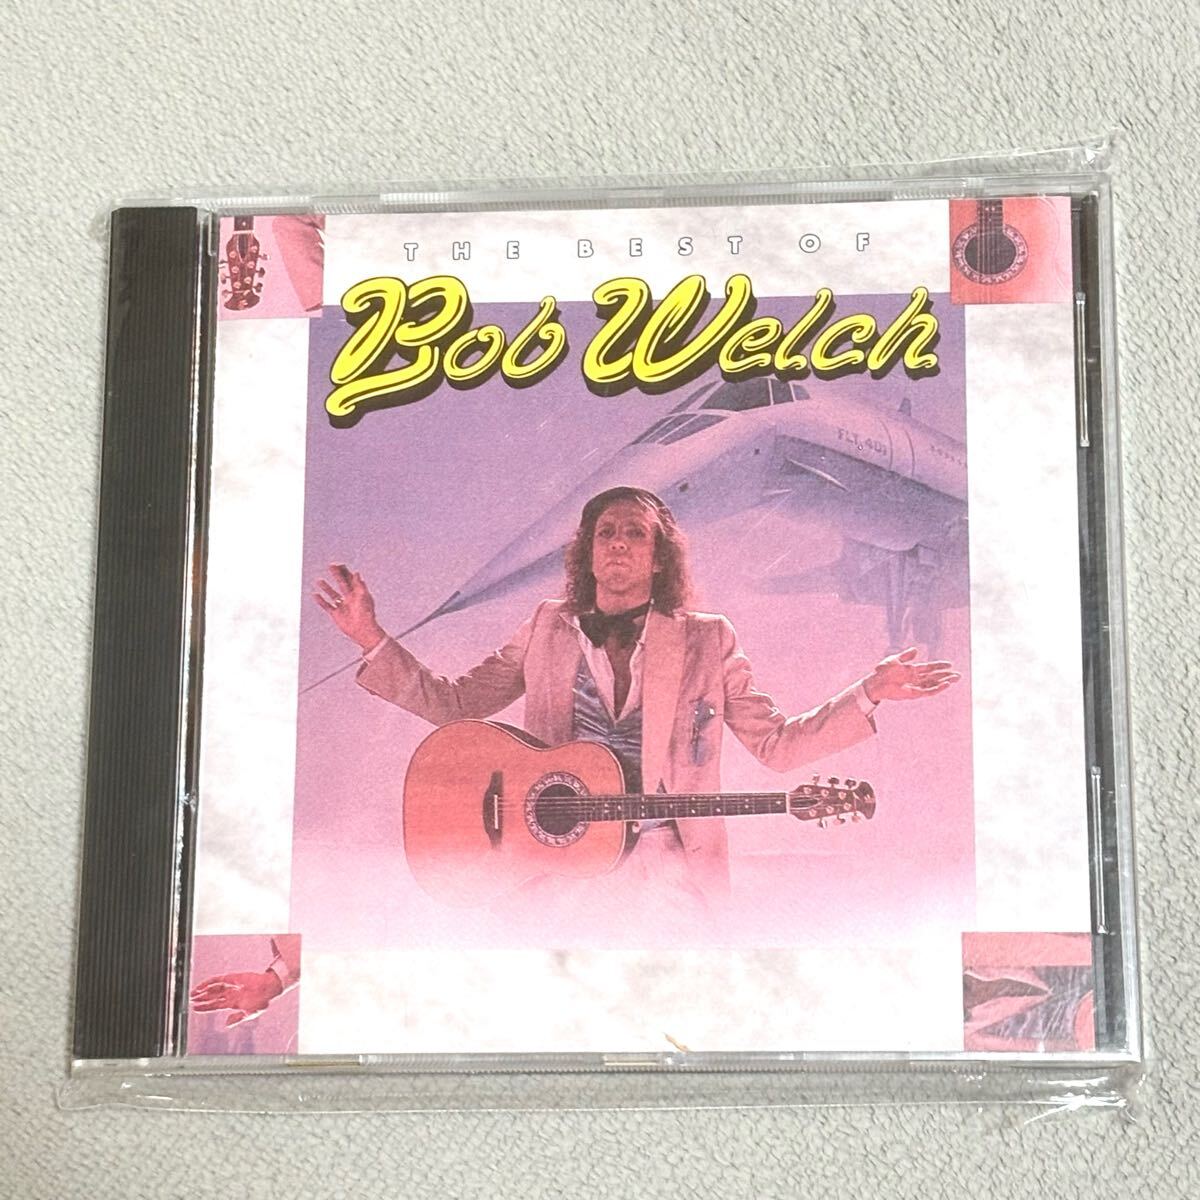 THE BEST OF
Bob Welch
FLT. 401